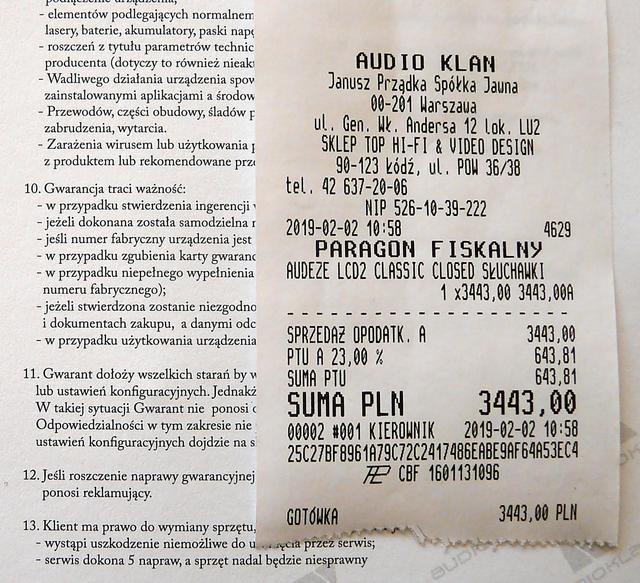 - elementów podlegających normalnem
lasery, baterie, akumulatory, paski napę
- roszczeń z tytułu parametrów technic
producenta (dotyczy to również nieak
- Wadliwego działania urządzenia spow
zainstalowanymi aplikacjami a środow
- Przewodów, części obudowy, śladów p
zabrudzenia, wytarcia.
- Zarażenia wirusem lub użytkowania p
z produktem lub rekomendowane prze
10. Gwarancja traci ważność:
- w przypadku stwierdzenia ingerencji w
- jeżeli dokonana została samodzielna n
- jeśli numer fabryczny urządzenia jest
- w przypadku zgubienia karty gwaranc
- w przypadku niepełnego wypełnienia
numeru fabrycznego);
- jeżeli stwierdzona zostanie niezgodno
i dokumentach zakupu, a danymi odc
- w przypadku użytkowania urządzenia
11. Gwarant dołoży wszelkich starań by w
lub ustawień konfiguracyjnych. Jednakż
W takiej sytuacji Gwarant nie ponosi o
Odpowiedzialności w tym zakresie nie
ustawień konfiguracyjnych dojdzie na s
12. Jeśli roszczenie naprawy gwarancyjnej
ponosi reklamujący.
13. Klient ma prawo do wymiany sprzętu,
- wystąpi uszkodzenie niemożliwe do przez serwis;
- serwis dokona 5 napraw, a sprzęt nadal będzie niesprawny
AUDIO KLAN
Janusz Prządka Spółka Jawna
00-201 Warszawa
ul. Gen. Wł. Andersa 12 lok. LU2
SKLEP TOP HI-FI & VIDEO DESIGN
90-123 Łódź, ul. POW 36/38
tel. 42 637-20-06
NIP 526-10-39-222
2019-02-02 10:58 4629
PARAGON FISKALNY
AUDEZE LCD2 CLASSIC CLOSED SŁUCHAWKI
1 x3443,00 3443,00A
- - - - - - - - - - - - - - - - - - - -
SPRZEDAŻ OPODATK. A 3443,00
PTU A 23,00 % 643,81
SUMA PTU 643,81
SUMA PLN 3443,00
00002 #001 KIEROWNIK 2019-02-02 10:58
25C27BF8961A79C72C2417486EABE9AF64A53EC4
CBF 1601131096
GOTÓWKA 3443,00 PLN